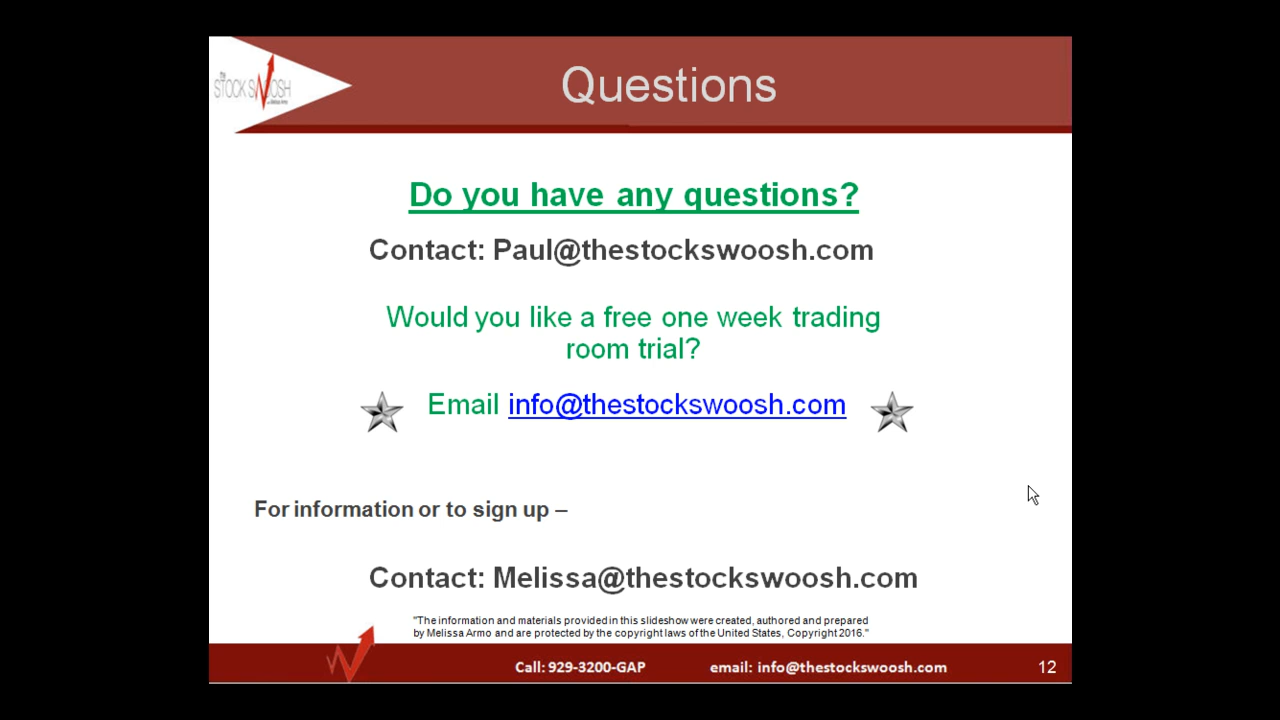 the
STOCK SWOOSH
Questions
Do you have any questions?
Contact: Paul@thestockswoosh.com
Would you like a free one week trading
room trial?
Email info@thestockswoosh.com
For information or to sign up –
Contact: Melissa@thestockswoosh.com
"The information and materials provided in this slideshow were created, authored and prepared
by Melissa Armo and are protected by the copyright laws of the United States, Copyright 2016."
Call: 929-3200-GAP email: info@thestockswoosh.com 12